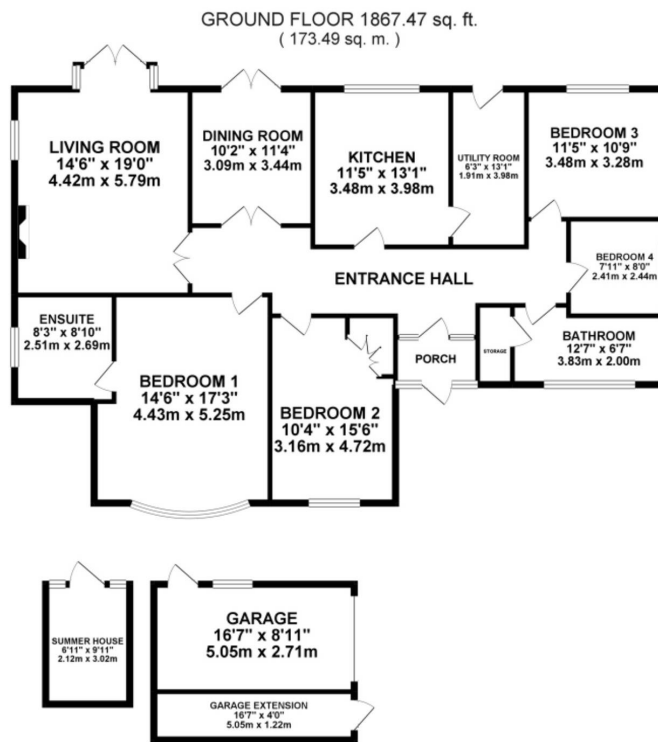 GROUND FLOOR 1867.47 sq. ft.
( 173.49 sq. m. )
LIVING ROOM
14'6" x 19'0"
4.42m x 5.79m
DINING ROOM
10'2" x 11'4"
3.09m x 3.44m
KITCHEN
11'5" x 13'1"
3.48m x 3.98m
UTILITY ROOM
6'3" x 13'1"
1.91m x 3.98m
BEDROOM 3
11'5" x 10'9"
3.48m x 3.28m
BEDROOM 4
7'11" x 8'0"
2.41m x 2.44m
ENTRANCE HALL
ENSUITE
8'3" x 8'10"
2.51m x 2.69m
BEDROOM 1
14'6" x 17'3"
4.43m x 5.25m
BEDROOM 2
10'4" x 15'6"
3.16m x 4.72m
PORCH
STORAGE
BATHROOM
12'7" x 6'7"
3.83m x 2.00m
SUMMER HOUSE
6'11" x 9'11"
2.12m x 3.02m
GARAGE
16'7" x 8'11"
5.05m x 2.71m
GARAGE EXTENSION
16'7" x 4'0"
5.05m x 1.22m